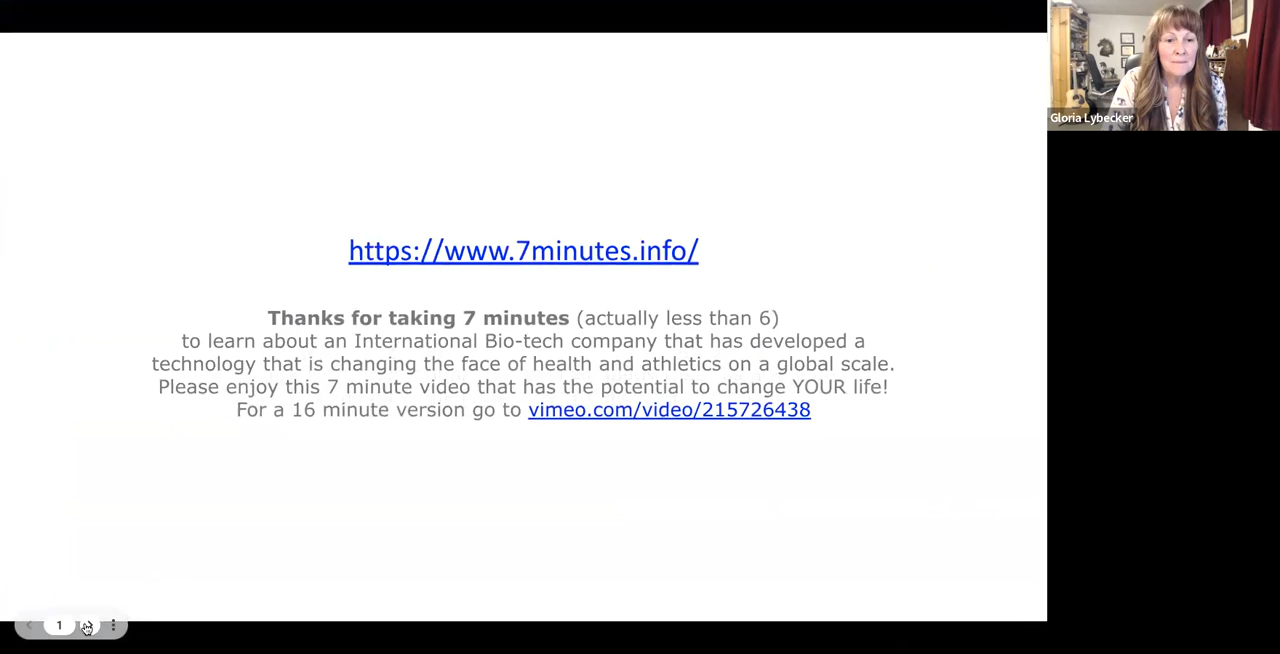 Gloria Lybecker
https://www.7minutes.info/
Thanks for taking 7 minutes (actually less than 6)
to learn about an International Bio-tech company that has developed a
technology that is changing the face of health and athletics on a global scale.
Please enjoy this 7 minute video that has the potential to change YOUR life!
For a 16 minute version go to vimeo.com/video/215726438
1